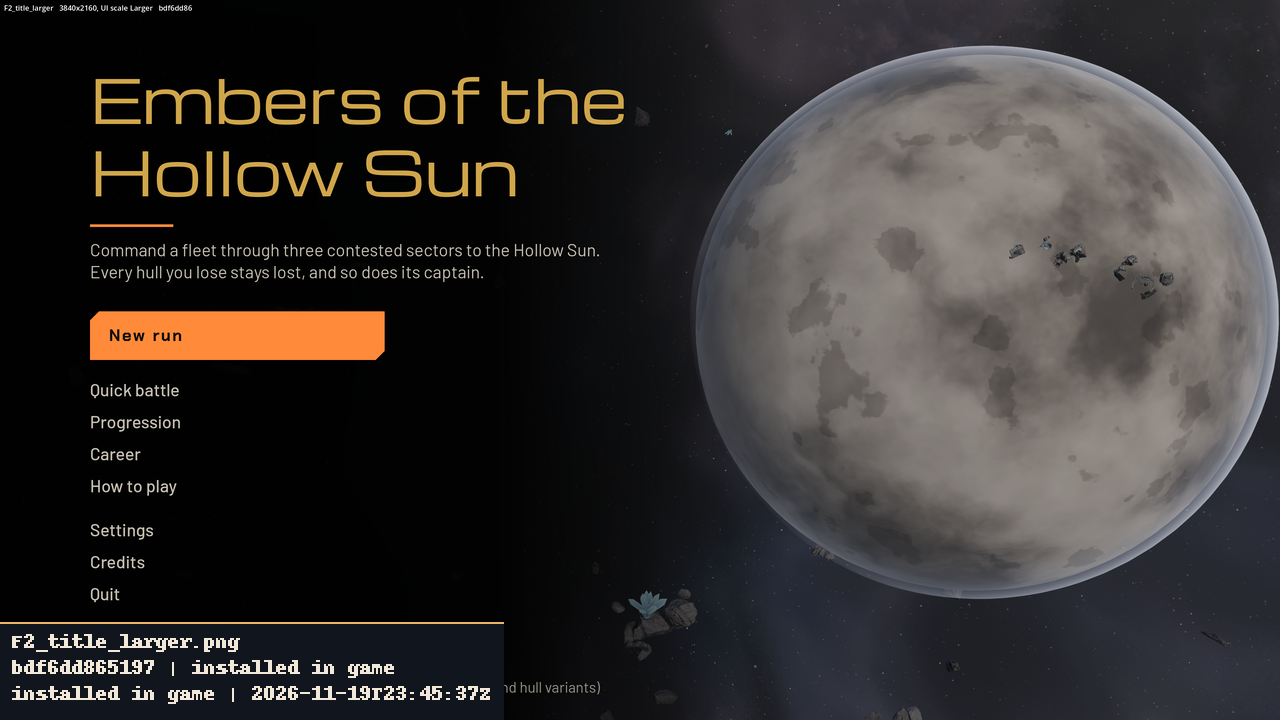 F2_title_larger 3840x2160, UI scale Larger bdf6dd86
Embers of the
Hollow Sun
Command a fleet through three contested sectors to the Hollow Sun.
Every hull you lose stays lost, and so does its captain.
New run
Quick battle
Progression
Career
How to play
Settings
Credits
Quit
F2_title_larger.png
bdf6dd865197 | installed in game
installed in game | 2026-11-19T23:45:37Z
hull variants)